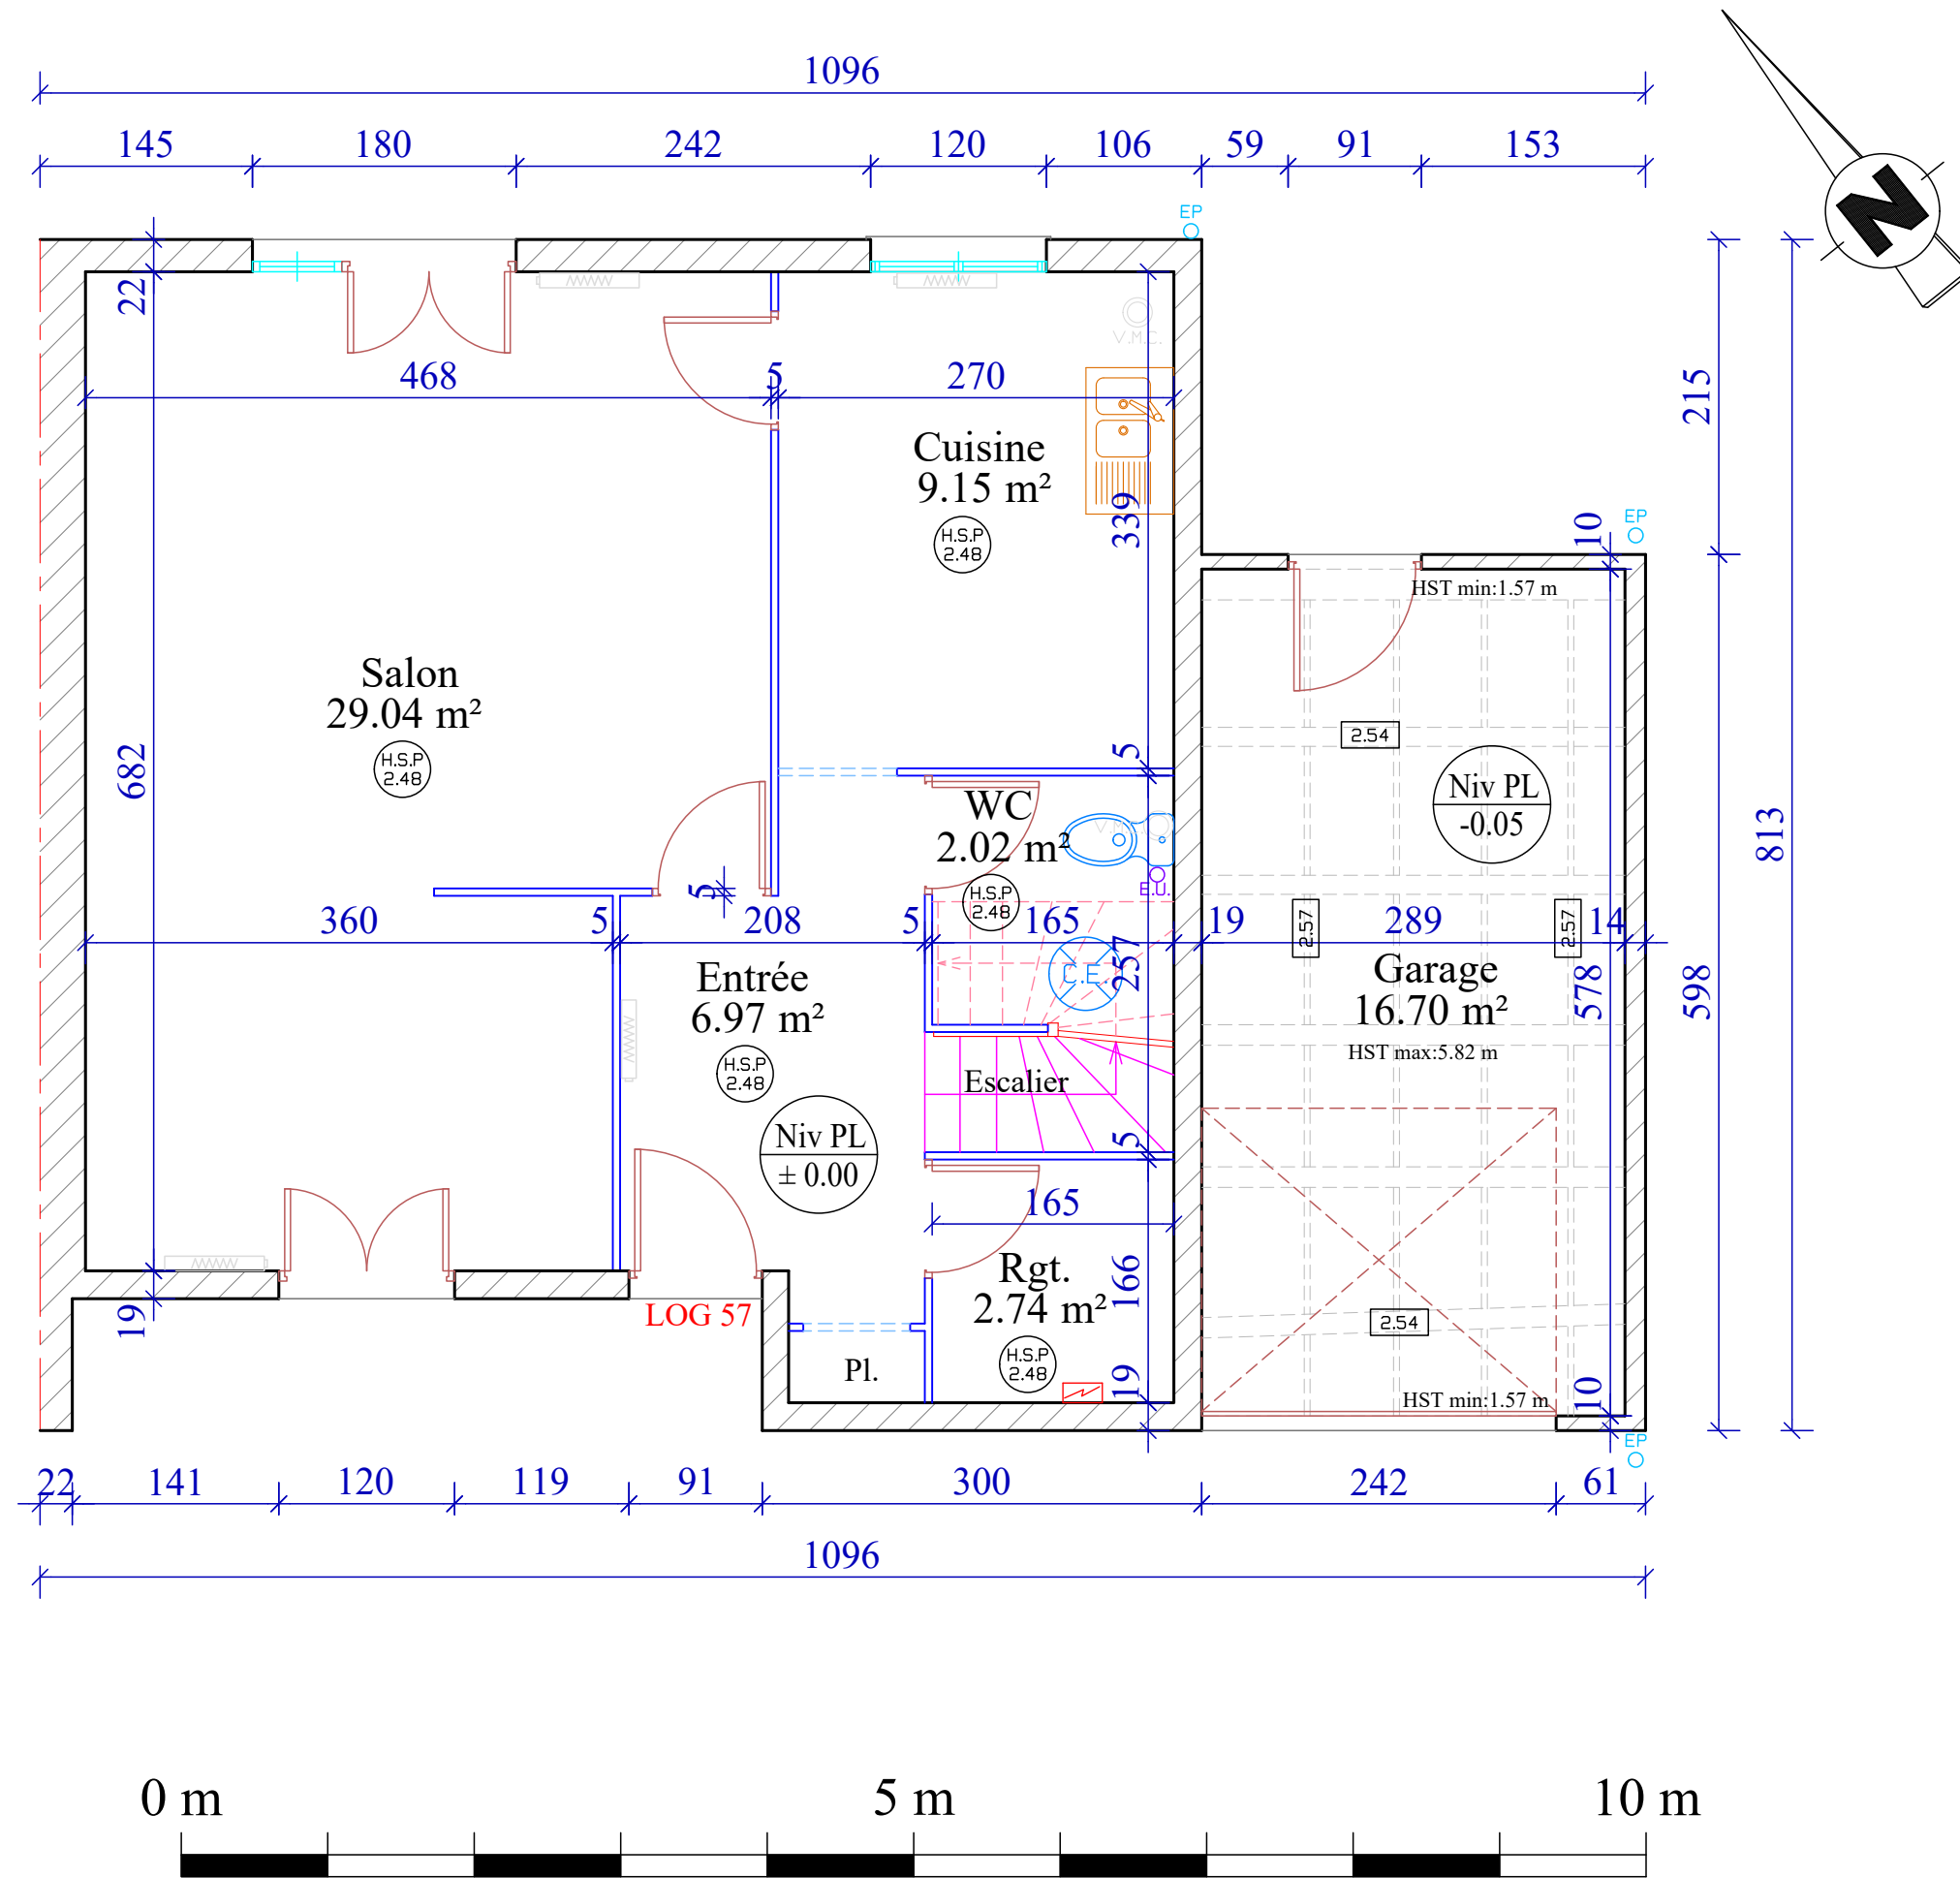 1096
145 180 242 120 106 59 91 153
EP
N
22
V.M.C.
468 5 270
215
Cuisine
9.15 m²
H.S.P
2.48
339
10
EP
HST min:1.57 m
Salon
29.04 m²
H.S.P
2.48
682
5
2.54
Niv PL
-0.05
813
WC
2.02 m²
V.M.C.
E.U.
H.S.P
2.48
5
360 5 208 5 165 19 289 14
2.57
2.57
257
C.E.
Entrée
6.97 m²
H.S.P
2.48
Garage
16.70 m²
HST max:5.82 m
578
598
Escalier
Niv PL
± 0.00
5
165
Rgt.
2.74 m²
H.S.P
2.48
166
19
LOG 57
2.54
Pl.
19
HST min:1.57 m
10
EP
22 141 120 119 91 300 242 61
1096
0 m 5 m 10 m